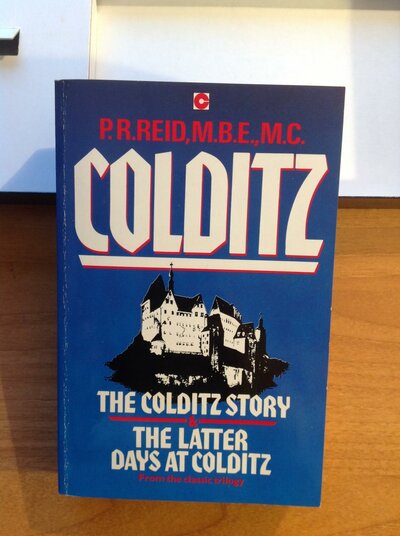 P.R.REID,M.B.E.,M.C.
COLDITZ
THE COLDITZ STORY
&
THE LATTER
DAYS AT COLDITZ
From the classic trilogy